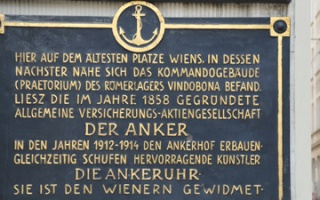 HIER AUF DEM ÄLTESTEN PLATZE WIENS, IN DESSEN
NÄCHSTER NÄHE SICH DAS KOMMANDOGEBÄUDE
(PRAETORIUM) DES RÖMERLAGERS VINDOBONA BEFAND.
LIESZ DIE IM JAHRE 1858 GEGRÜNDETE
ALLGEMEINE VERSICHERUNGS-AKTIENGESELLSCHAFT
DER ANKER
IN DEN JAHREN 1912-1914 DEN ANKERHOF ERBAUEN.
GLEICHZEITIG SCHUFEN HERVORRAGENDE KÜNSTLER
DIE ANKERUHR.
SIE IST DEN WIENERN GEWIDMET.